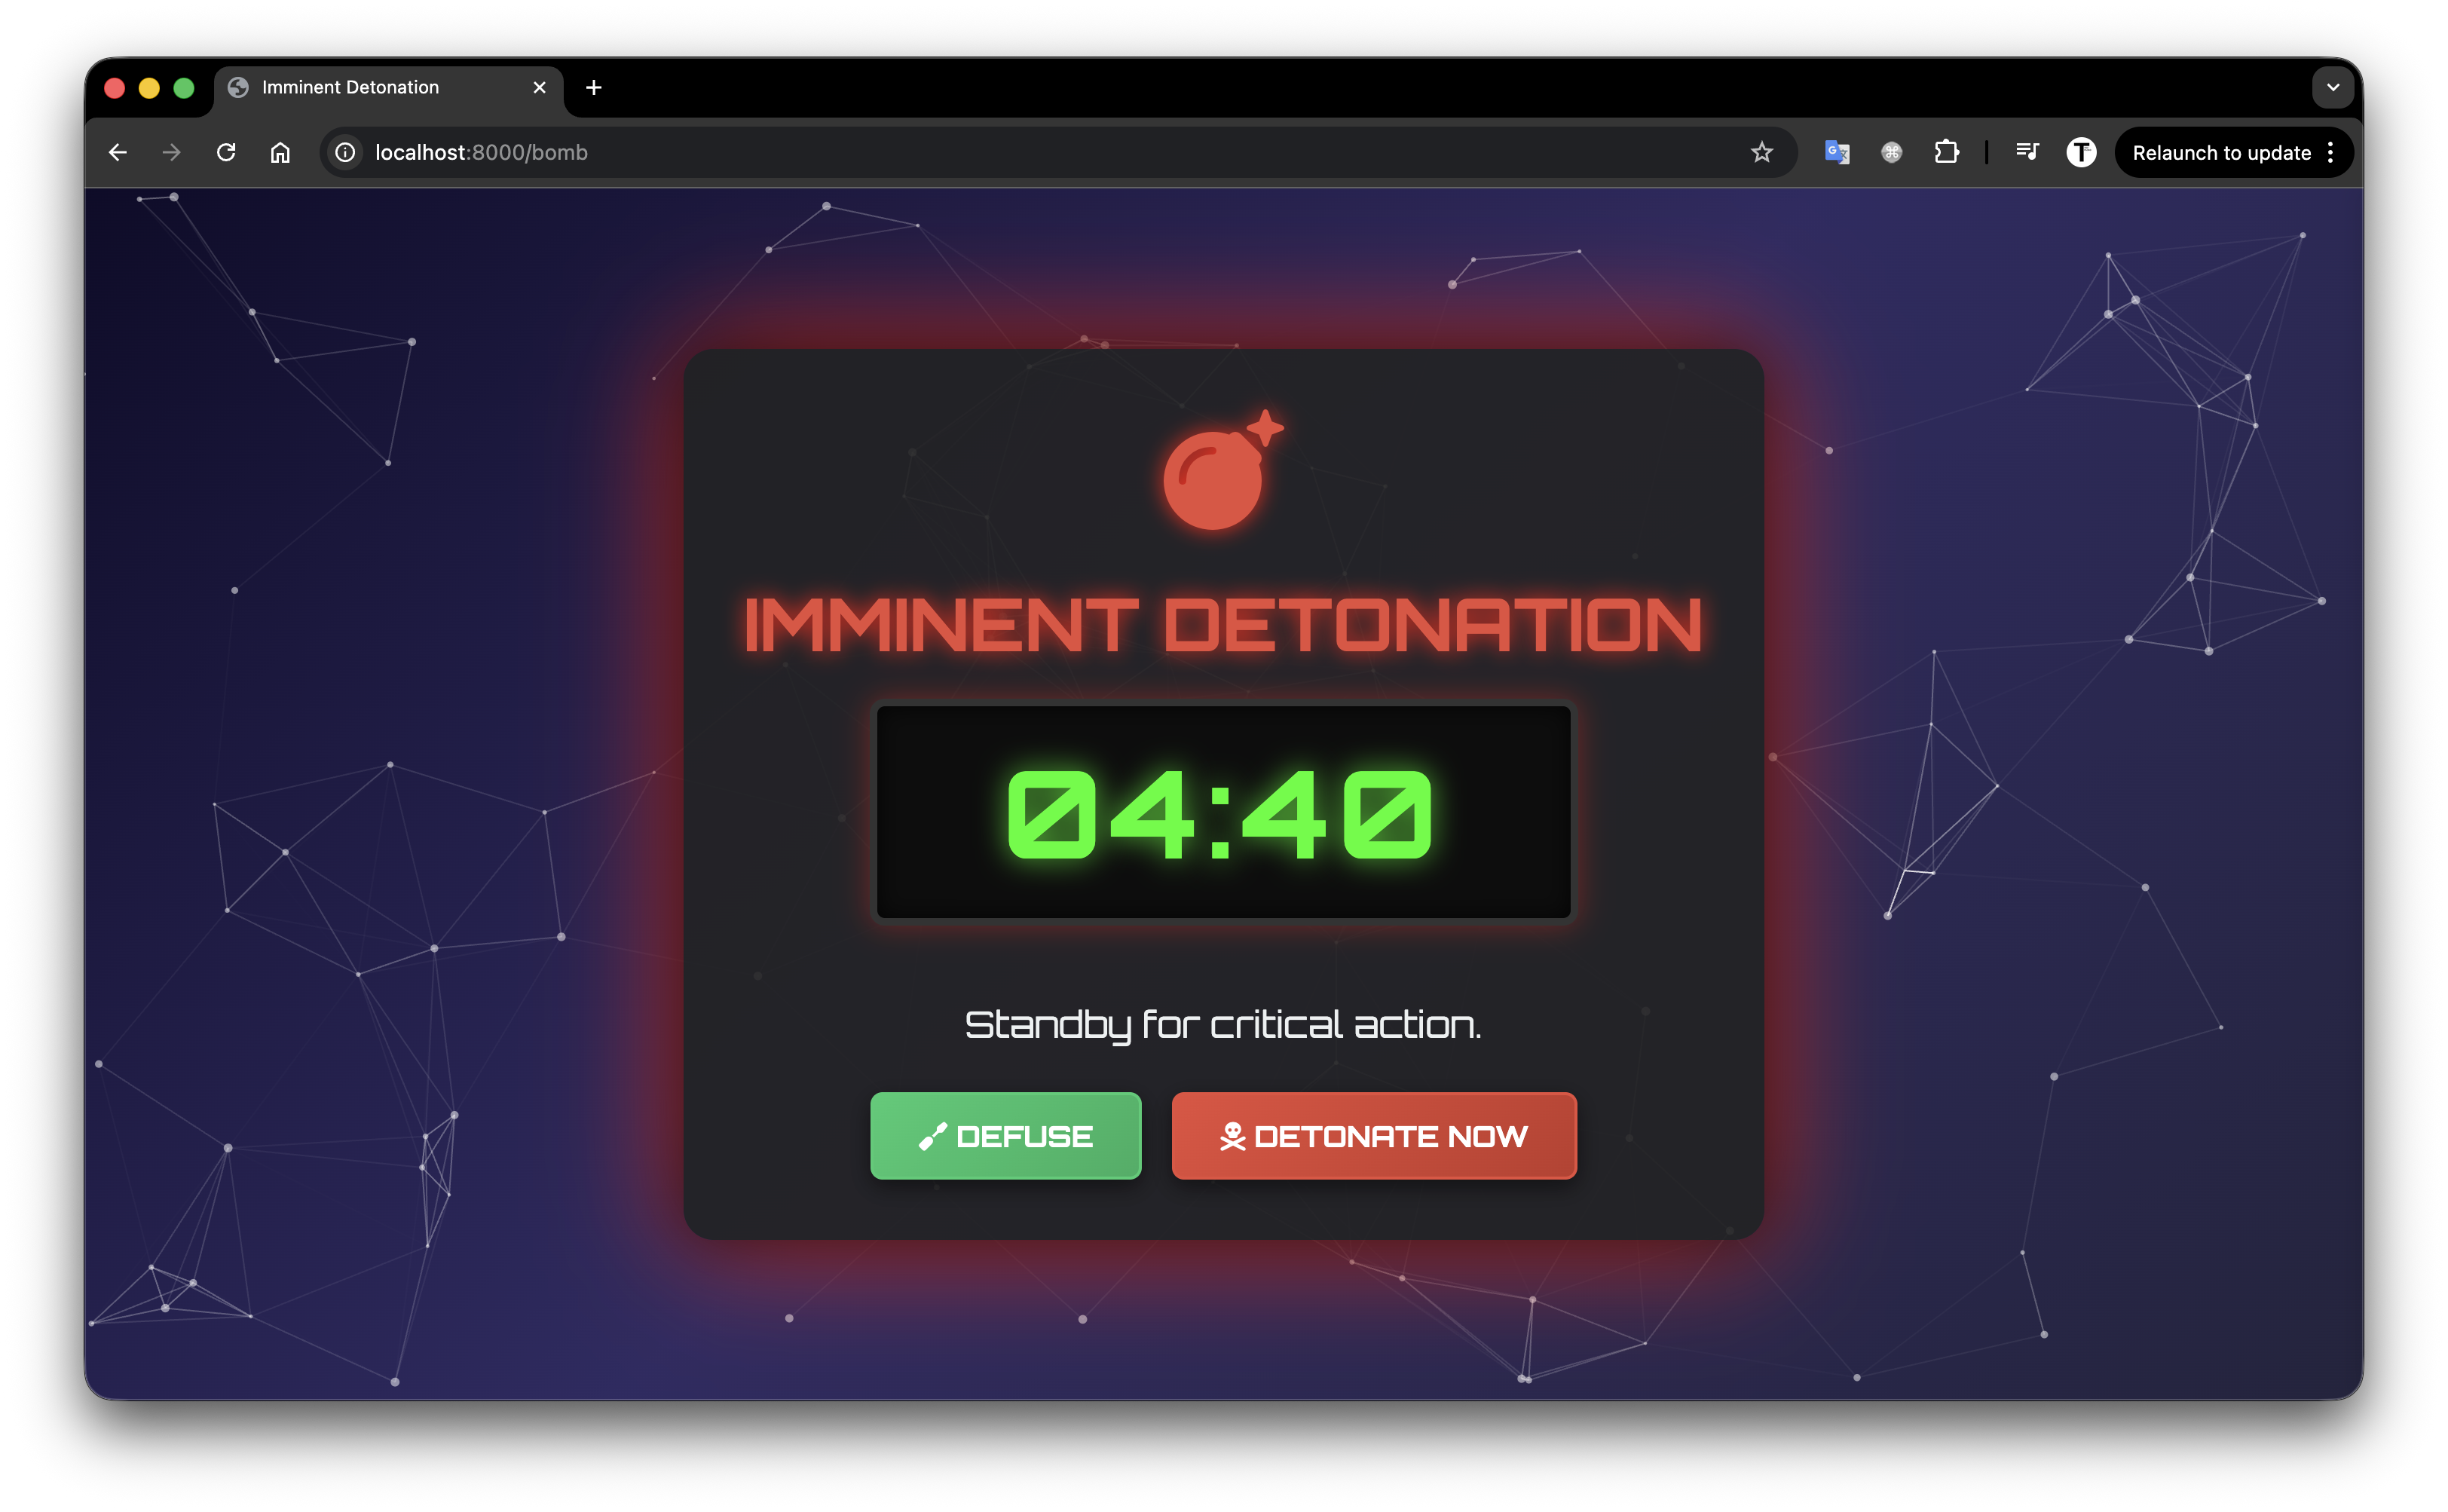 Imminent Detonation
localhost:8000/bomb
Relaunch to update
IMMINENT DETONATION
04:40
Standby for critical action.
DEFUSE
DETONATE NOW